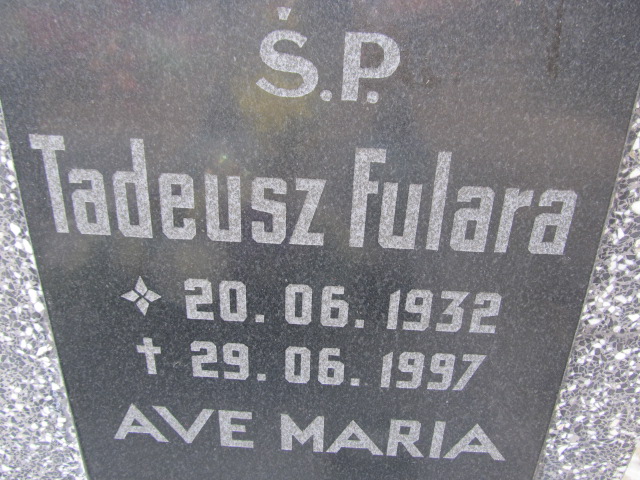 Ś.P.
Tadeusz Fulara
20. 06. 1932
† 29. 06. 1997
AVE MARIA